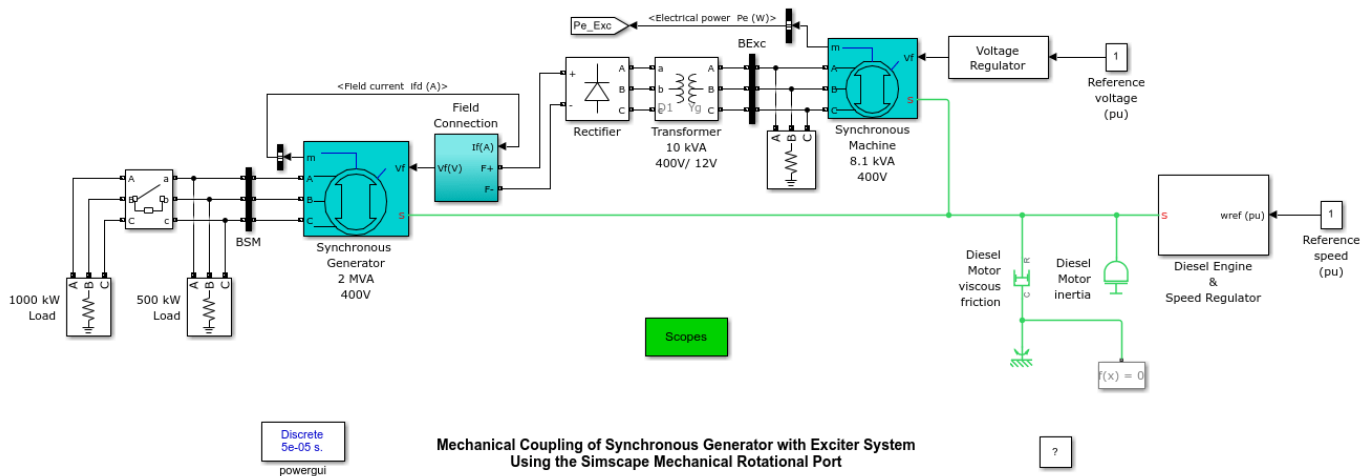 <Electrical power Pe (W)>
Pe_Exc
BExc
m
Vf
A
B
C
S
Voltage
Regulator
1
Reference
voltage
(pu)
Synchronous
Machine
8.1 kVA
400V
+
-
A
B
C
Rectifier
a
b
c
A
B
C
D1
Yg
Transformer
10 kVA
400V/ 12V
A
B
C
<Field current Ifd (A)>
Field
Connection
If(A)
Vf(V)
F+
F-
m
Vf
A
B
C
S
Synchronous
Generator
2 MVA
400V
BSM
A
B
C
a
b
c
A
B
C
1000 kW
Load
A
B
C
500 kW
Load
S
wref (pu)
1
Reference
speed
(pu)
Diesel Engine
&
Speed Regulator
Diesel
Motor
viscous
friction
R
C
Diesel
Motor
inertia
f(x) = 0
Scopes
Discrete
5e-05 s.
powergui
Mechanical Coupling of Synchronous Generator with Exciter System
Using the Simscape Mechanical Rotational Port
?